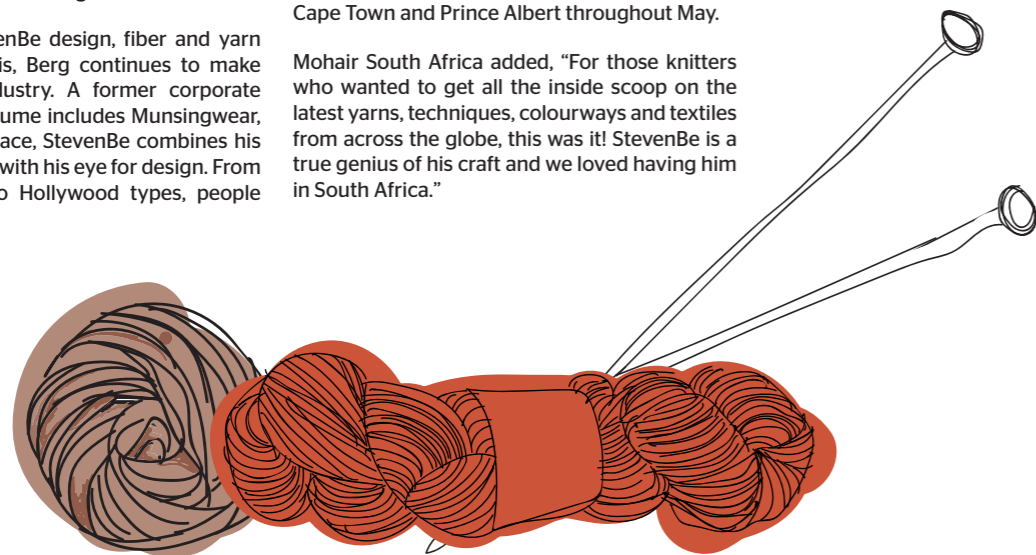 enBe design, fiber and yarn
is, Berg continues to make
dustry. A former corporate
ume includes Munsingwear,
ace, StevenBe combines his
with his eye for design. From
o Hollywood types, people
Cape Town and Prince Albert throughout May.
Mohair South Africa added, “For those knitters
who wanted to get all the inside scoop on the
latest yarns, techniques, colourways and textiles
from across the globe, this was it! StevenBe is a
true genius of his craft and we loved having him
in South Africa.”